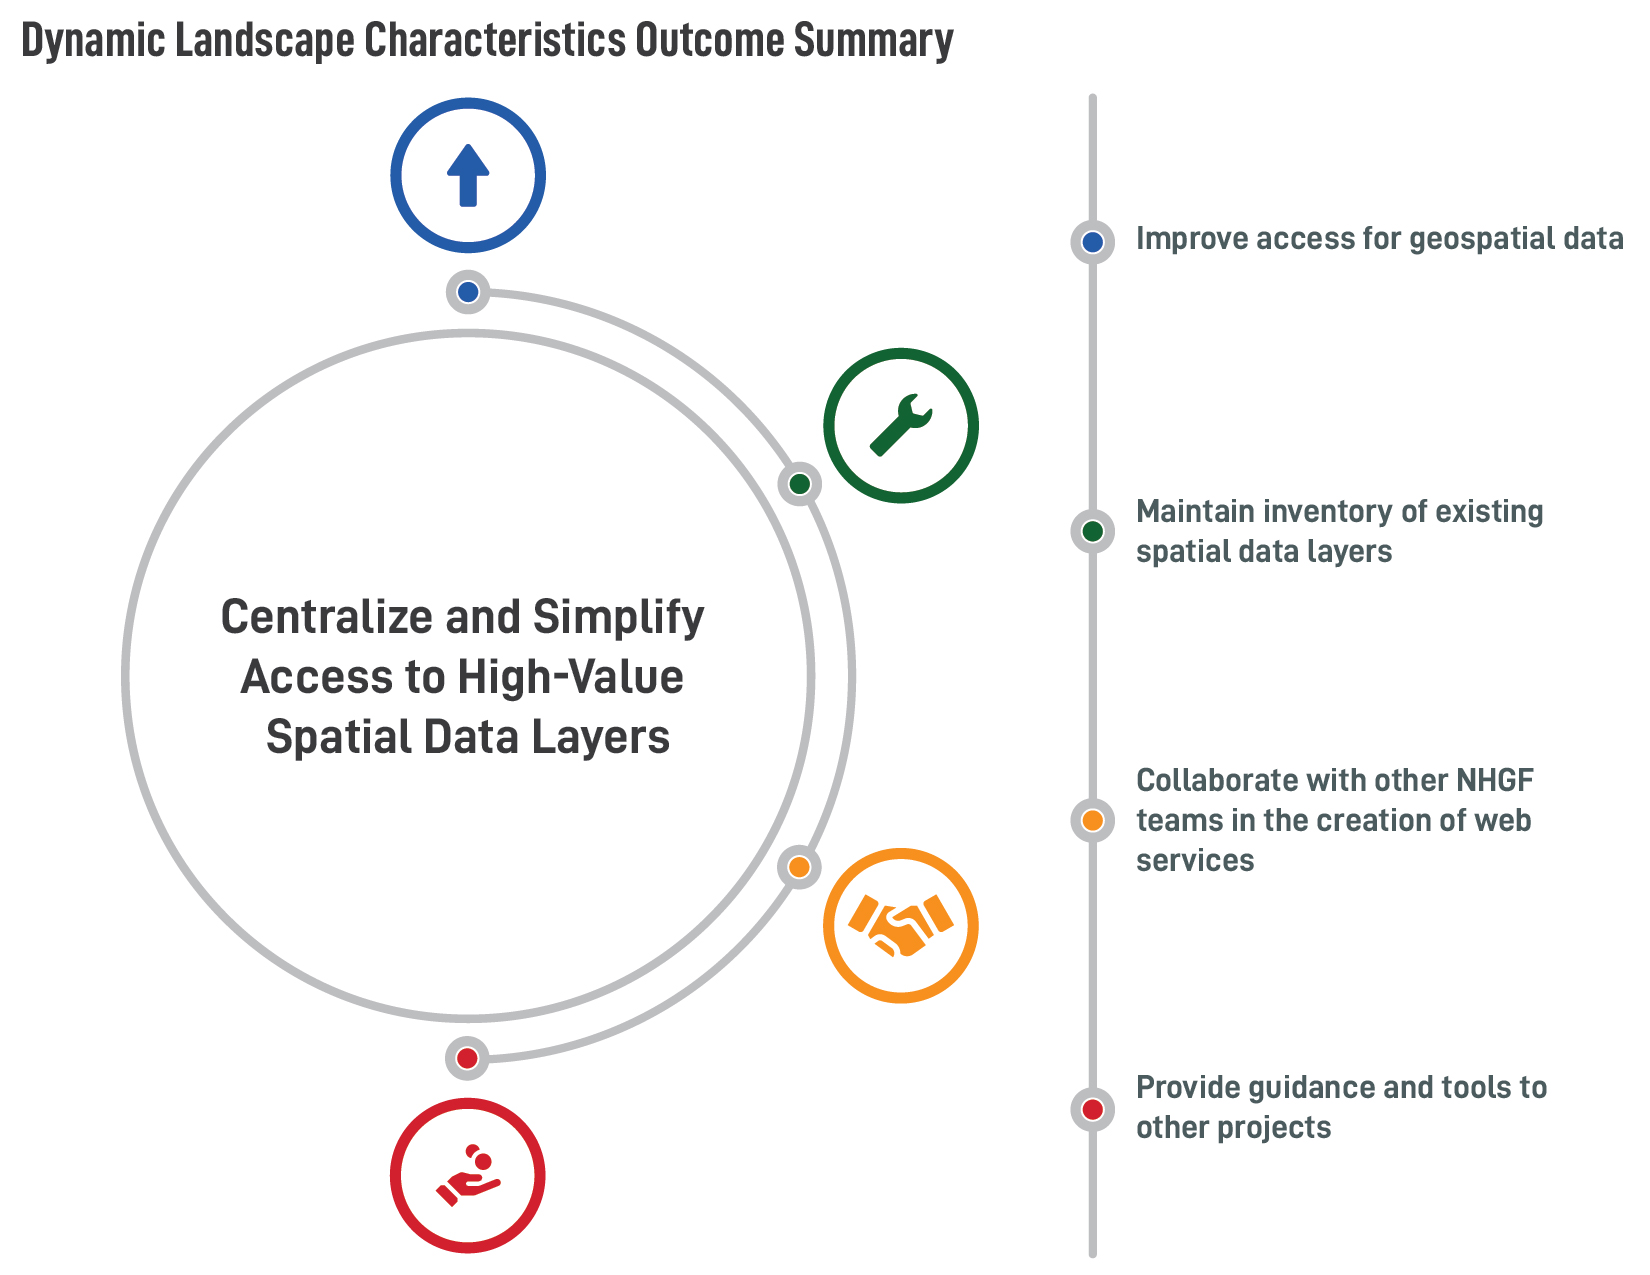 Dynamic Landscape Characteristics Outcome Summary
Centralize and Simplify
Access to High-Value
Spatial Data Layers
Improve access for geospatial data
Maintain inventory of existing
spatial data layers
Collaborate with other NHGF
teams in the creation of web
services
Provide guidance and tools to
other projects